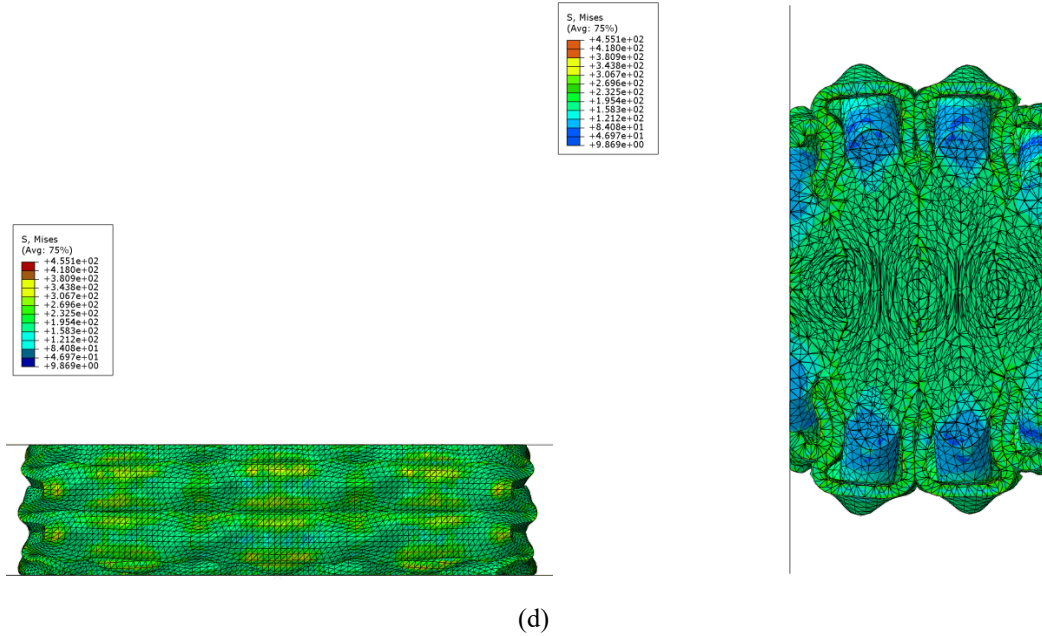 S, Mises
(Avg: 75%)
+4.551e+02
+4.180e+02
+3.809e+02
+3.438e+02
+3.067e+02
+2.696e+02
+2.325e+02
+1.954e+02
+1.583e+02
+1.212e+02
+8.408e+01
+4.697e+01
+9.869e+00
S, Mises
(Avg: 75%)
+4.551e+02
+4.180e+02
+3.809e+02
+3.438e+02
+3.067e+02
+2.696e+02
+2.325e+02
+1.954e+02
+1.583e+02
+1.212e+02
+8.408e+01
+4.697e+01
+9.869e+00
(d)